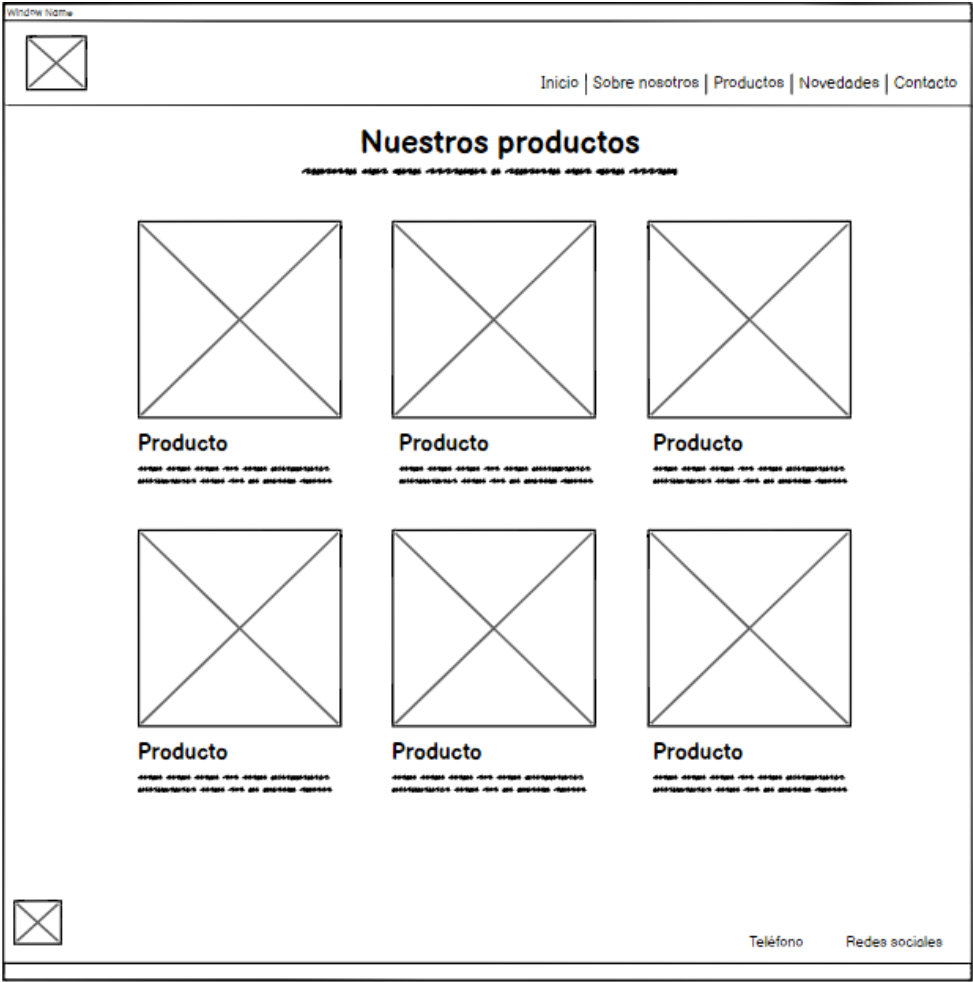 Window Name
Inicio | Sobre nosotros | Productos | Novedades | Contacto
Nuestros productos
Producto Producto Producto
Producto Producto Producto
Teléfono Redes sociales